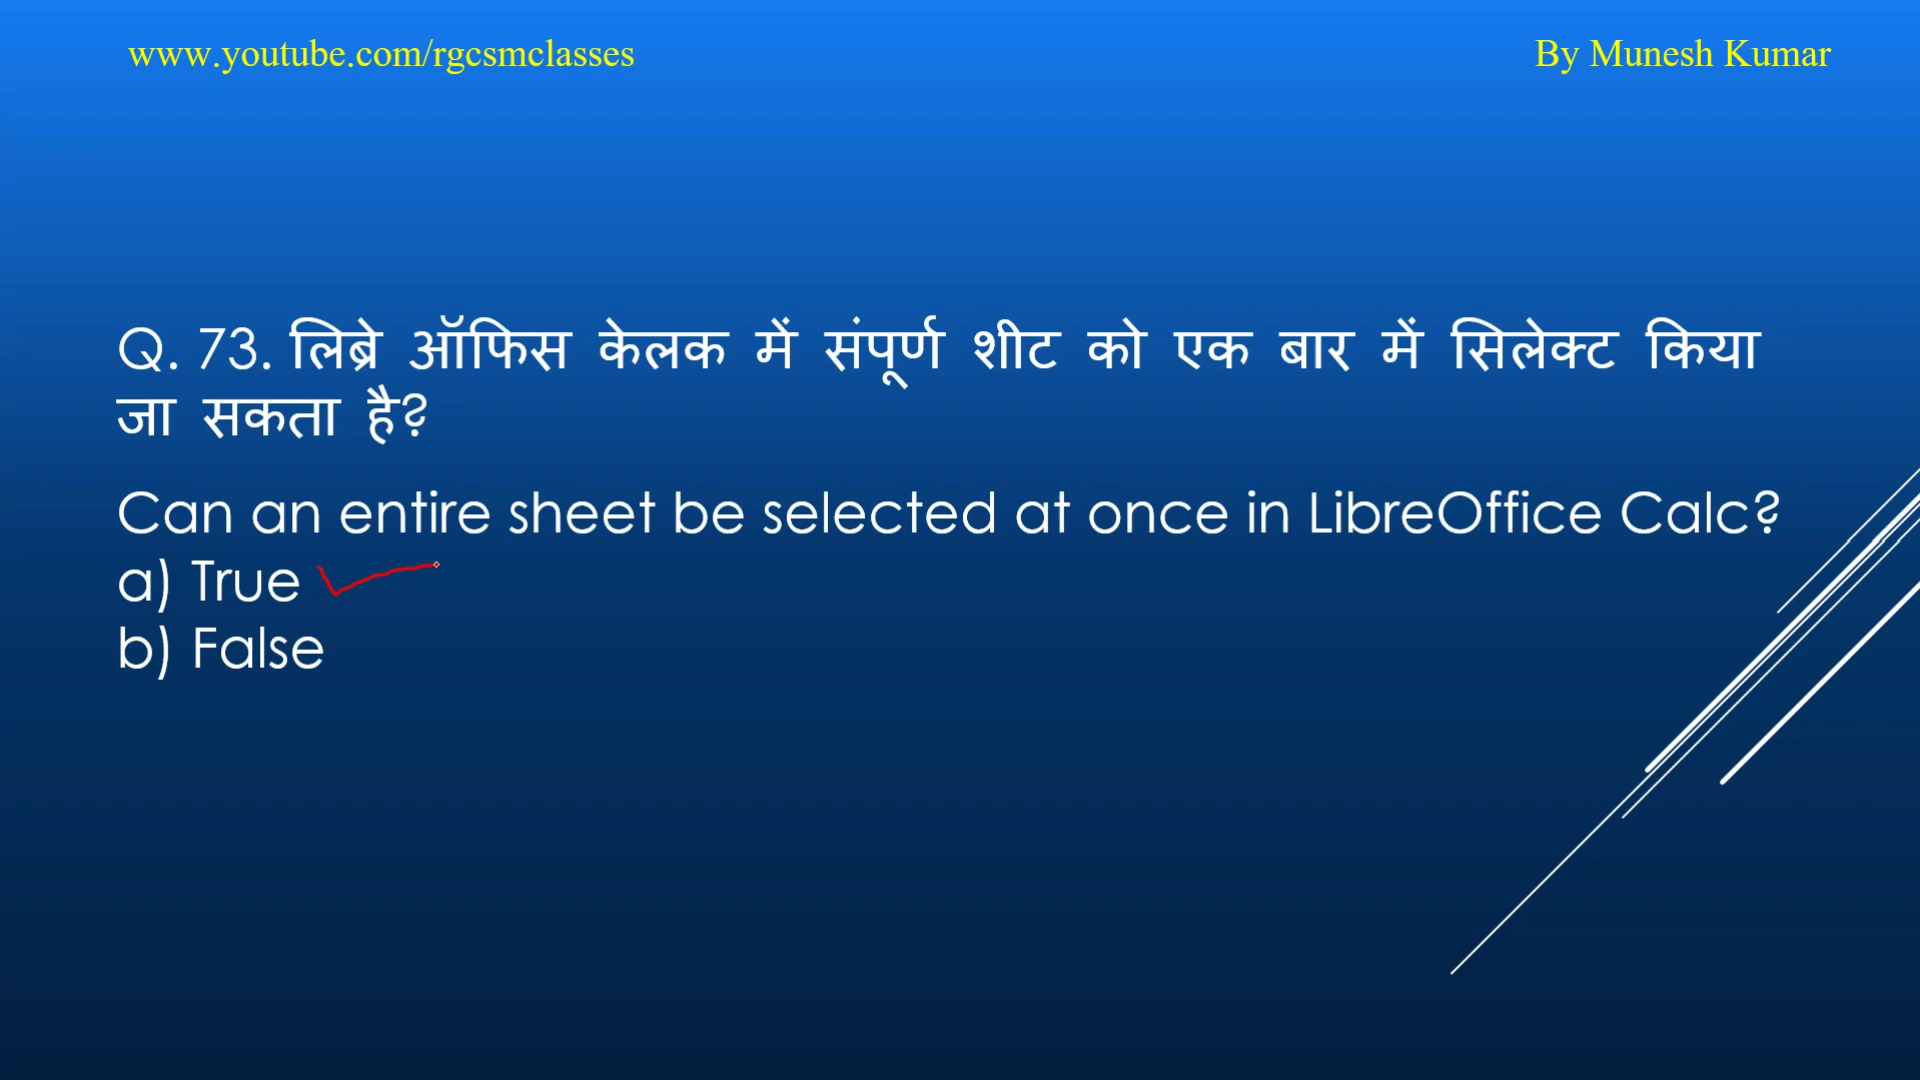 www.youtube.com/rgcsmclasses
By Munesh Kumar
Q. 73. लिब्रे ऑफिस केलक में संपूर्ण शीट को एक बार में सिलेक्ट किया
जा सकता है?
Can an entire sheet be selected at once in LibreOffice Calc?
a) True
b) False